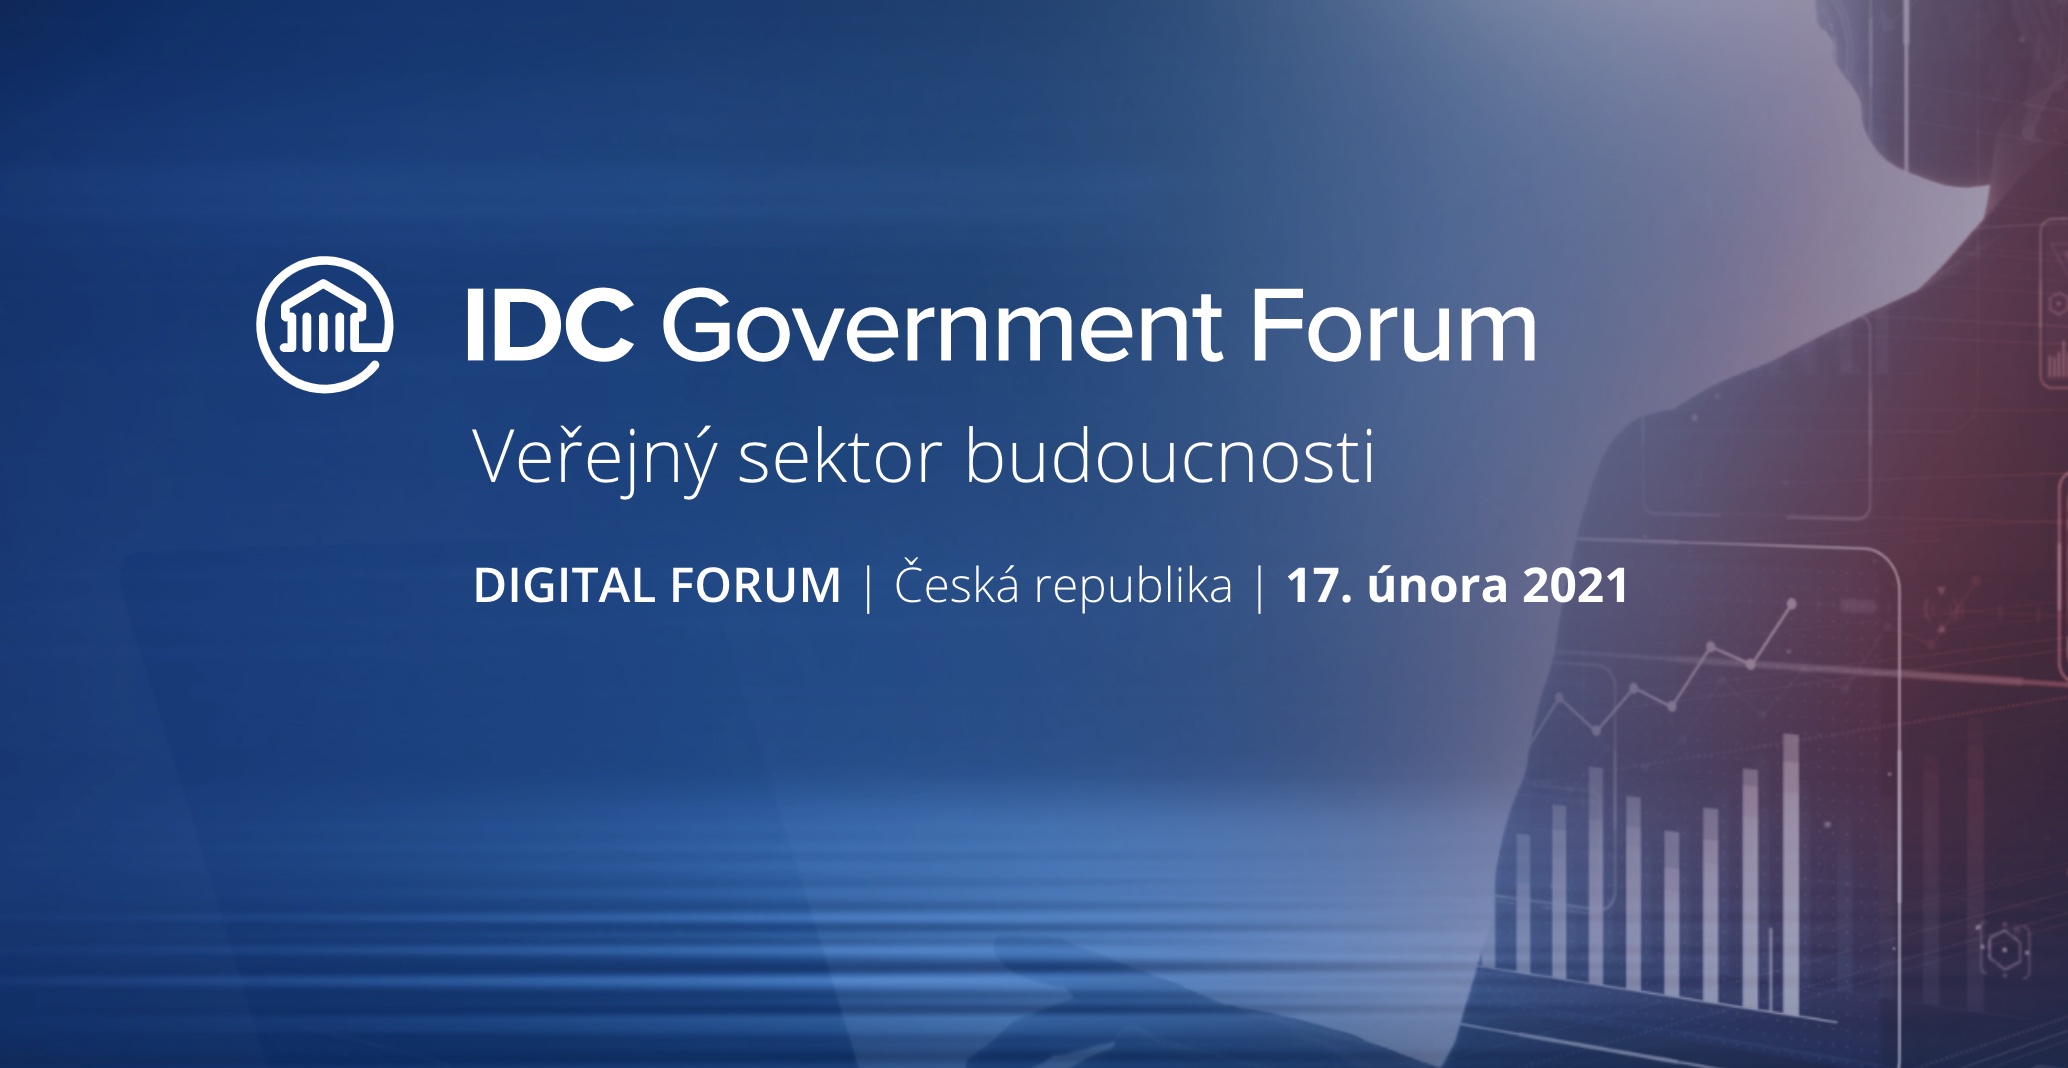 IDC Government Forum
Veřejný sektor budoucnosti
DIGITAL FORUM | Česká republika | 17. února 2021